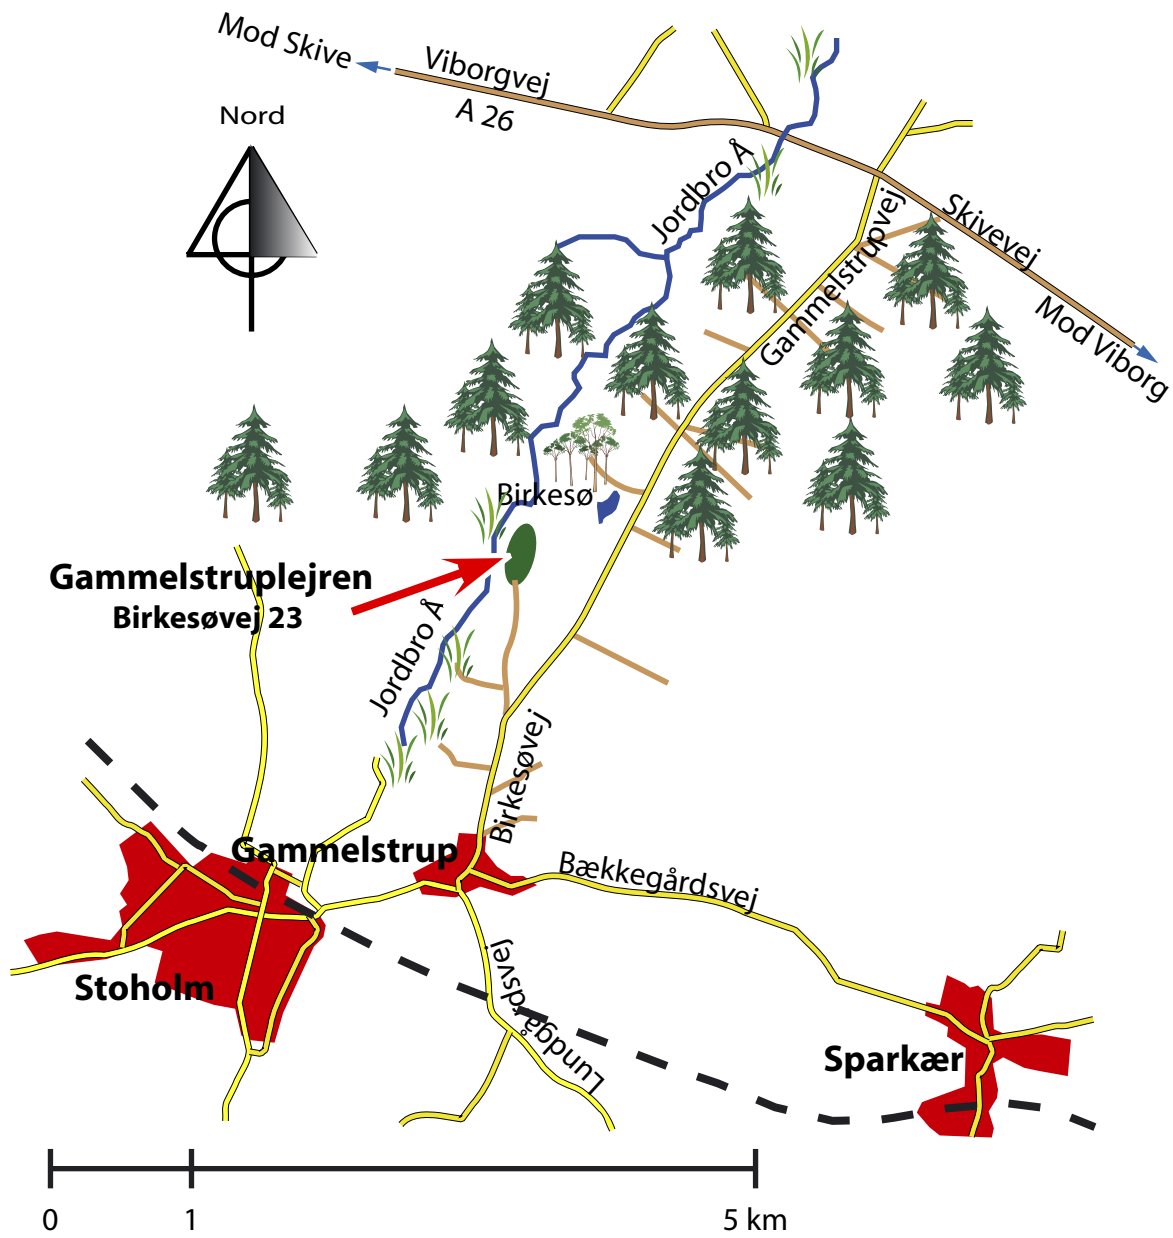 Mod Skive
Viborgvej
A 26
Nord
Jordbro Å
Gammelstrupvej
Skivevej
Mod Viborg
Birkesø
Gammelstruplejren
Birkesøvej 23
Jordbro Å
Birkesøvej
Gammelstrup
Bækkegårdsvej
Stoholm
Lundgårdsvej
Sparkær
0 1 5 km